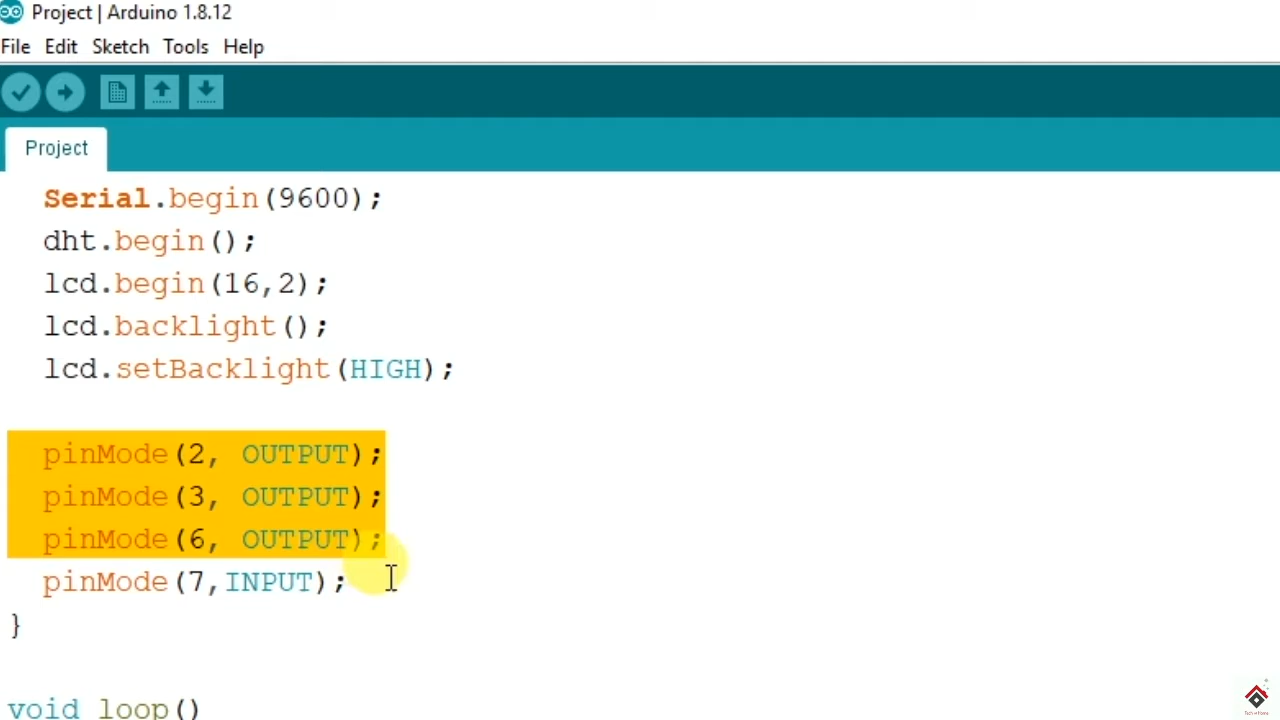 Project | Arduino 1.8.12
File Edit Sketch Tools Help
Project
Serial.begin(9600);
dht.begin();
lcd.begin(16,2);
lcd.backlight();
lcd.setBacklight(HIGH);
pinMode(2, OUTPUT);
pinMode(3, OUTPUT);
pinMode(6, OUTPUT);
pinMode(7,INPUT);
}
void loop()